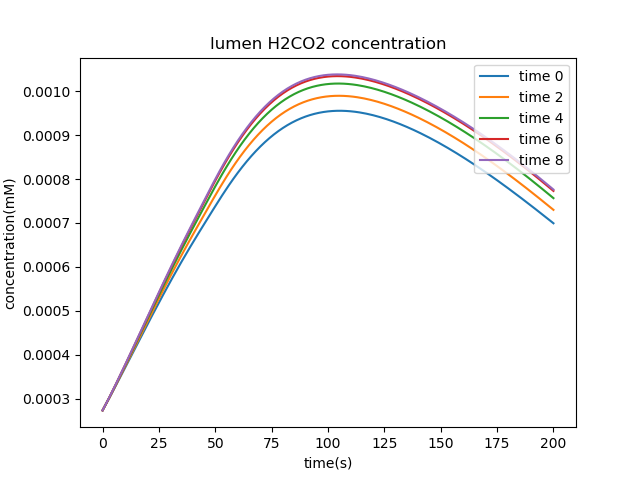 lumen H2CO2 concentration
concentration(mM)
0.0010
0.0009
0.0008
0.0007
0.0006
0.0005
0.0004
0.0003
time 0
time 2
time 4
time 6
time 8
0 25 50 75 100 125 150 175 200
time(s)